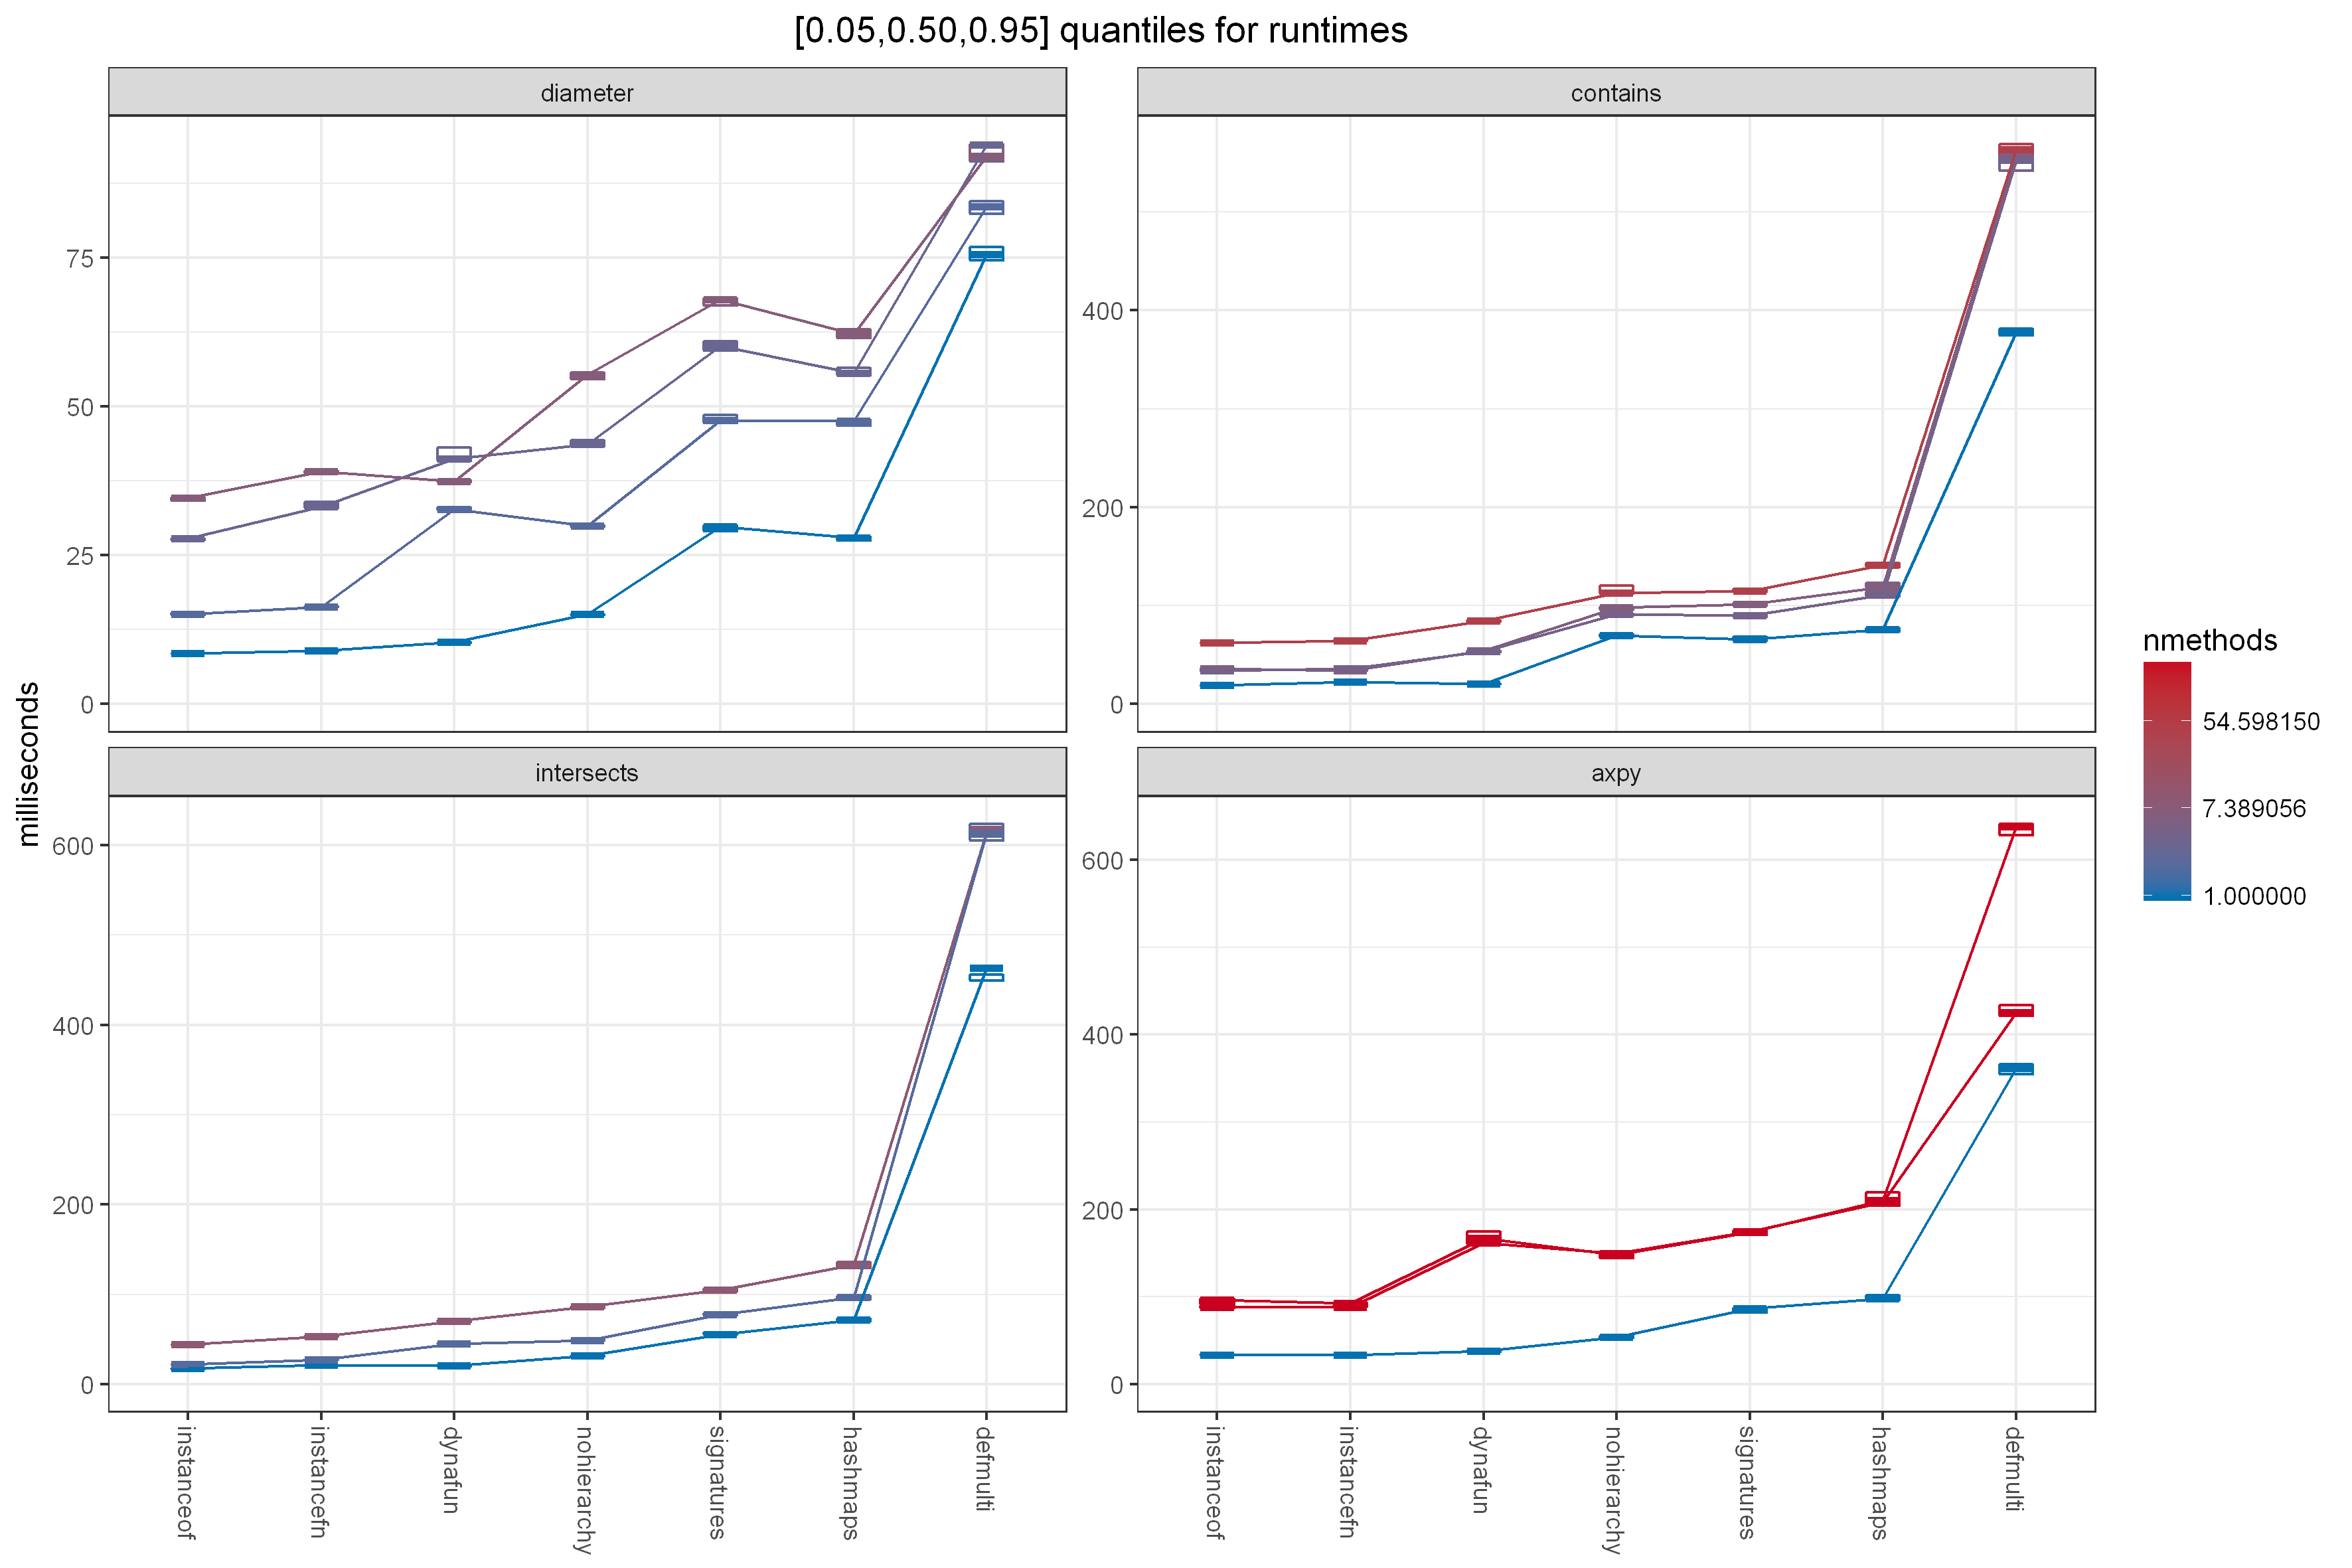 [0.05,0.50,0.95] quantiles for runtimes
diameter
contains
75
50
25
0
400
200
0
milliseconds
intersects
axpy
600
400
200
0
600
400
200
0
instanceof
instancefn
dynafun
nohierarchy
signatures
hashmaps
defmulti
instanceof
instancefn
dynafun
nohierarchy
signatures
hashmaps
defmulti
nmethods
54.598150
7.389056
1.000000